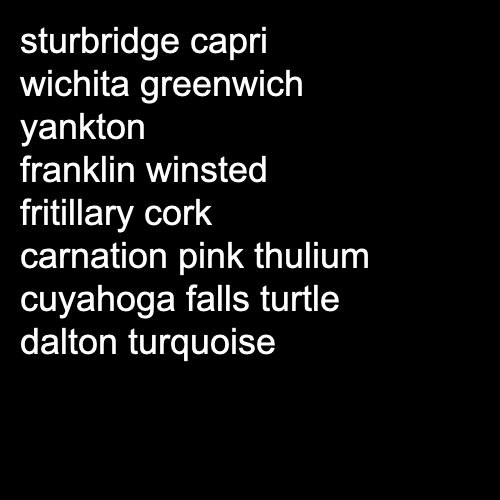 sturbridge capri
wichita greenwich
yankton
franklin winsted
fritillary cork
carnation pink thulium
cuyahoga falls turtle
dalton turquoise